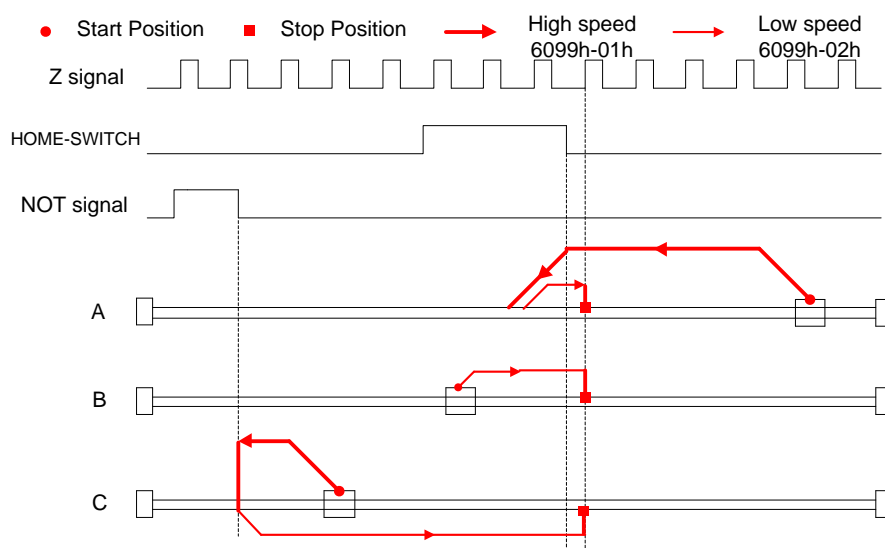 Start Position
Stop Position
High speed
6099h-01h
Low speed
6099h-02h
Z signal
HOME-SWITCH
NOT signal
A
B
C